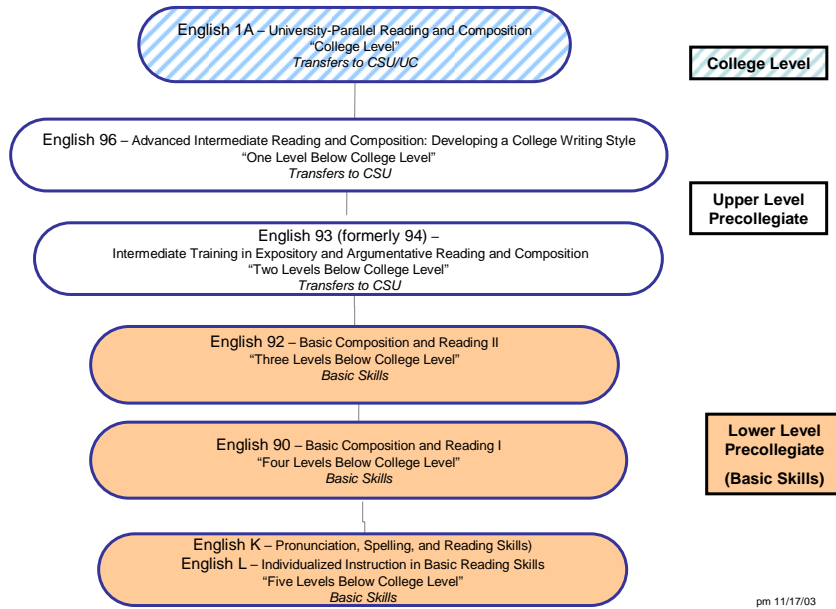 English 1A – University-Parallel Reading and Composition
“College Level”
Transfers to CSU/UC
College Level
English 96 – Advanced Intermediate Reading and Composition: Developing a College Writing Style
“One Level Below College Level”
Transfers to CSU
Upper Level
Precollegiate
English 93 (formerly 94) –
Intermediate Training in Expository and Argumentative Reading and Composition
“Two Levels Below College Level”
Transfers to CSU
English 92 – Basic Composition and Reading II
“Three Levels Below College Level”
Basic Skills
English 90 – Basic Composition and Reading I
“Four Levels Below College Level”
Basic Skills
Lower Level
Precollegiate
(Basic Skills)
English K – Pronunciation, Spelling, and Reading Skills)
English L – Individualized Instruction in Basic Reading Skills
“Five Levels Below College Level”
Basic Skills
pm 11/17/03